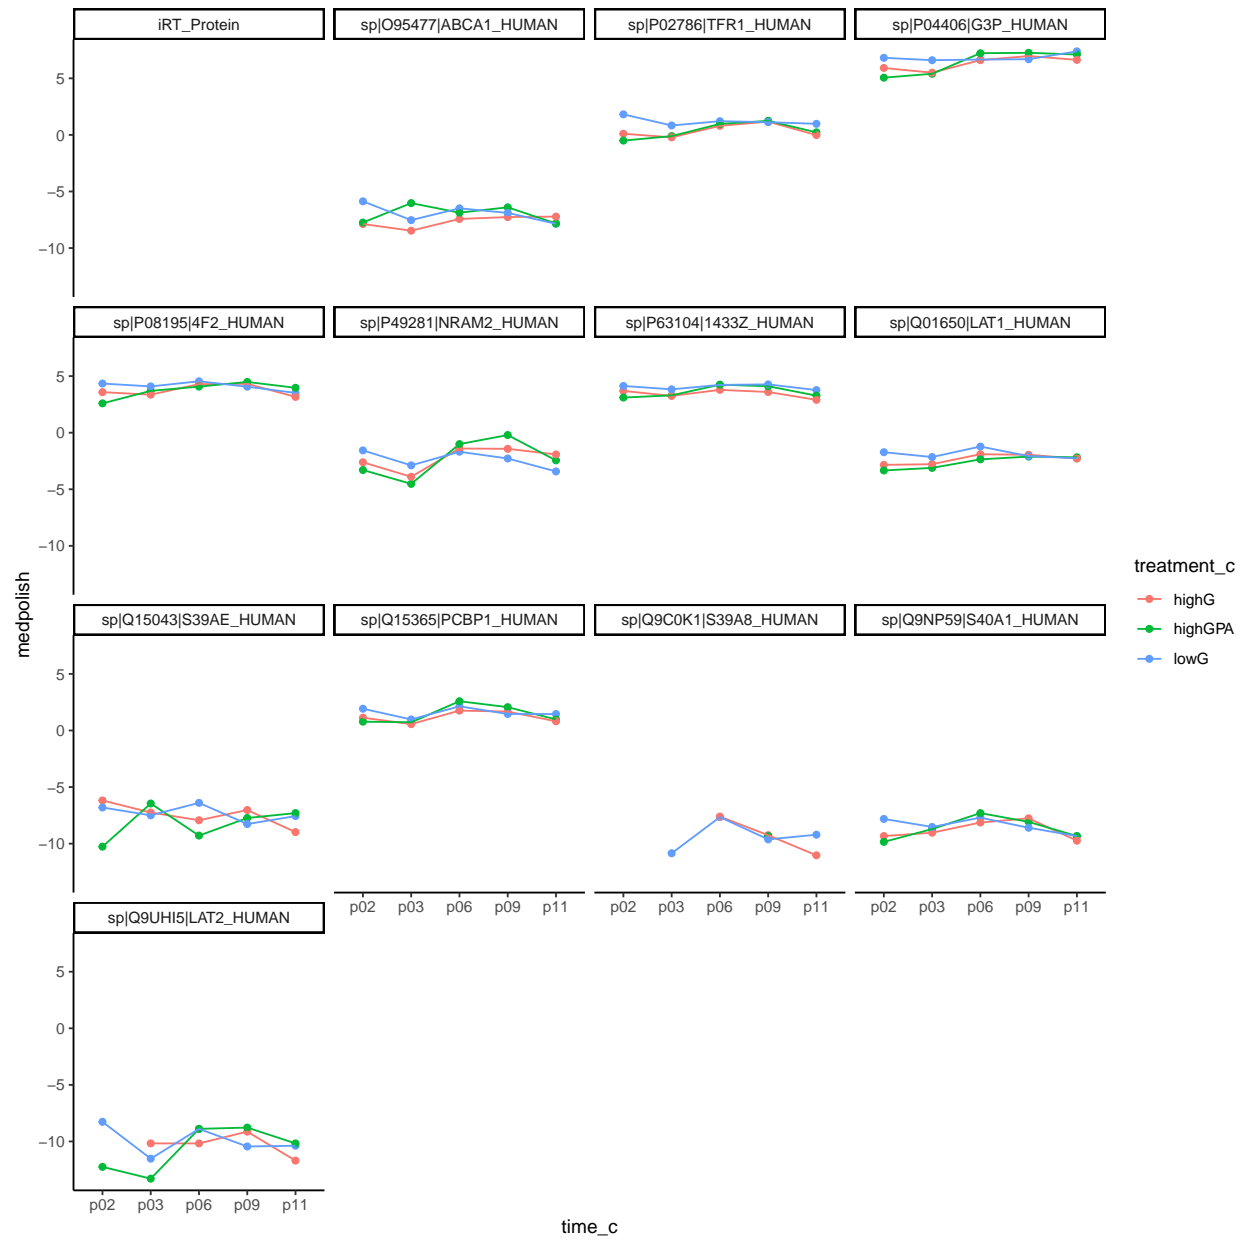 iRT_Protein
sp|O95477|ABCA1_HUMAN
sp|P02786|TFR1_HUMAN
sp|P04406|G3P_HUMAN
5
0
−5
−10
sp|P08195|4F2_HUMAN
sp|P49281|NRAM2_HUMAN
sp|P63104|1433Z_HUMAN
sp|Q01650|LAT1_HUMAN
5
0
−5
−10
sp|Q15043|S39AE_HUMAN
sp|Q15365|PCBP1_HUMAN
sp|Q9C0K1|S39A8_HUMAN
sp|Q9NP59|S40A1_HUMAN
5
0
−5
−10
p02 p03 p06 p09 p11
p02 p03 p06 p09 p11
p02 p03 p06 p09 p11
sp|Q9UHI5|LAT2_HUMAN
5
0
−5
−10
p02 p03 p06 p09 p11
time_c
medpolish
treatment_c
highG
highGPA
lowG